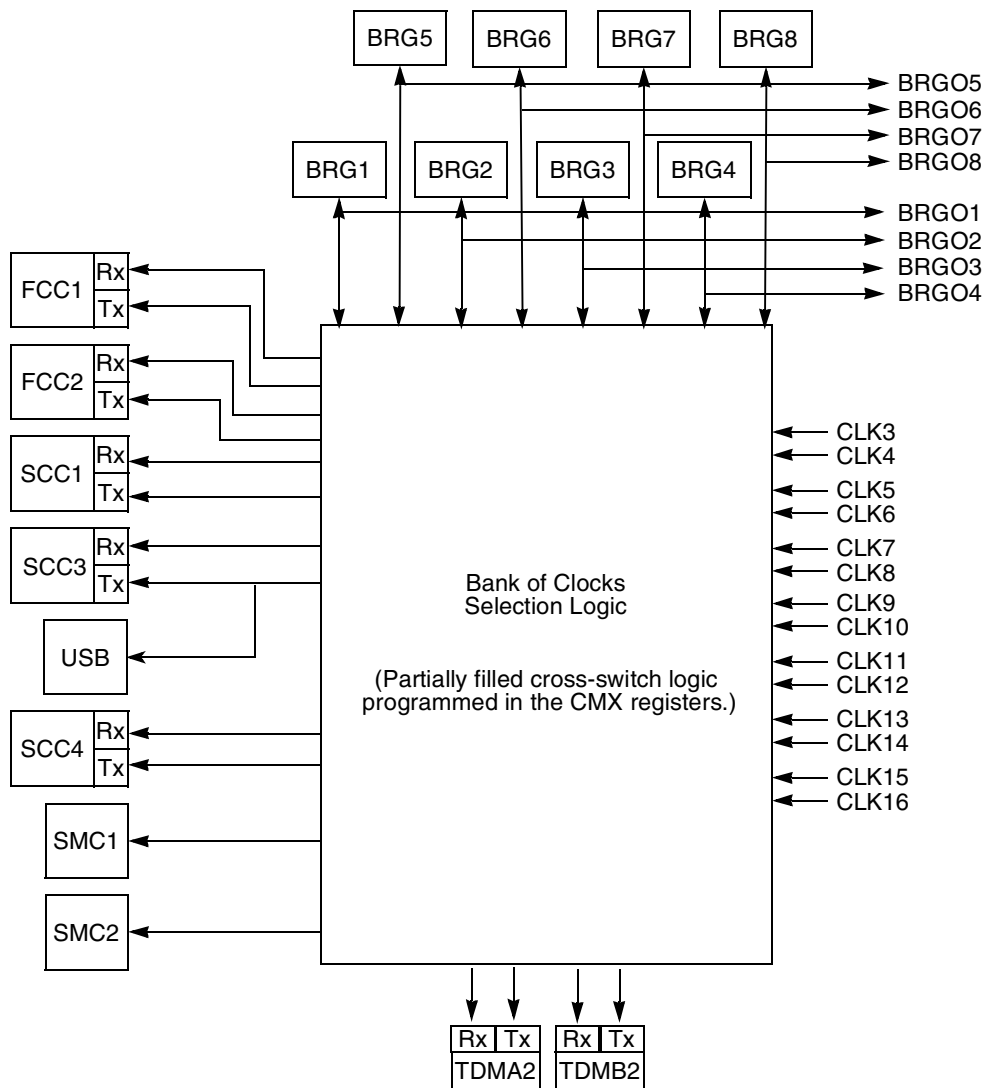 BRG5 BRG6 BRG7 BRG8
BRGO5
BRGO6
BRGO7
BRGO8
BRG1 BRG2 BRG3 BRG4
BRGO1
BRGO2
BRGO3
BRGO4
FCC1 Rx
Tx
FCC2 Rx
Tx
SCC1 Rx
Tx
SCC3 Rx
Tx
USB
SCC4 Rx
Tx
SMC1
SMC2
Bank of Clocks
Selection Logic
(Partially filled cross-switch logic
programmed in the CMX registers.)
CLK3
CLK4
CLK5
CLK6
CLK7
CLK8
CLK9
CLK10
CLK11
CLK12
CLK13
CLK14
CLK15
CLK16
Rx Tx Rx Tx
TDMA2 TDMB2